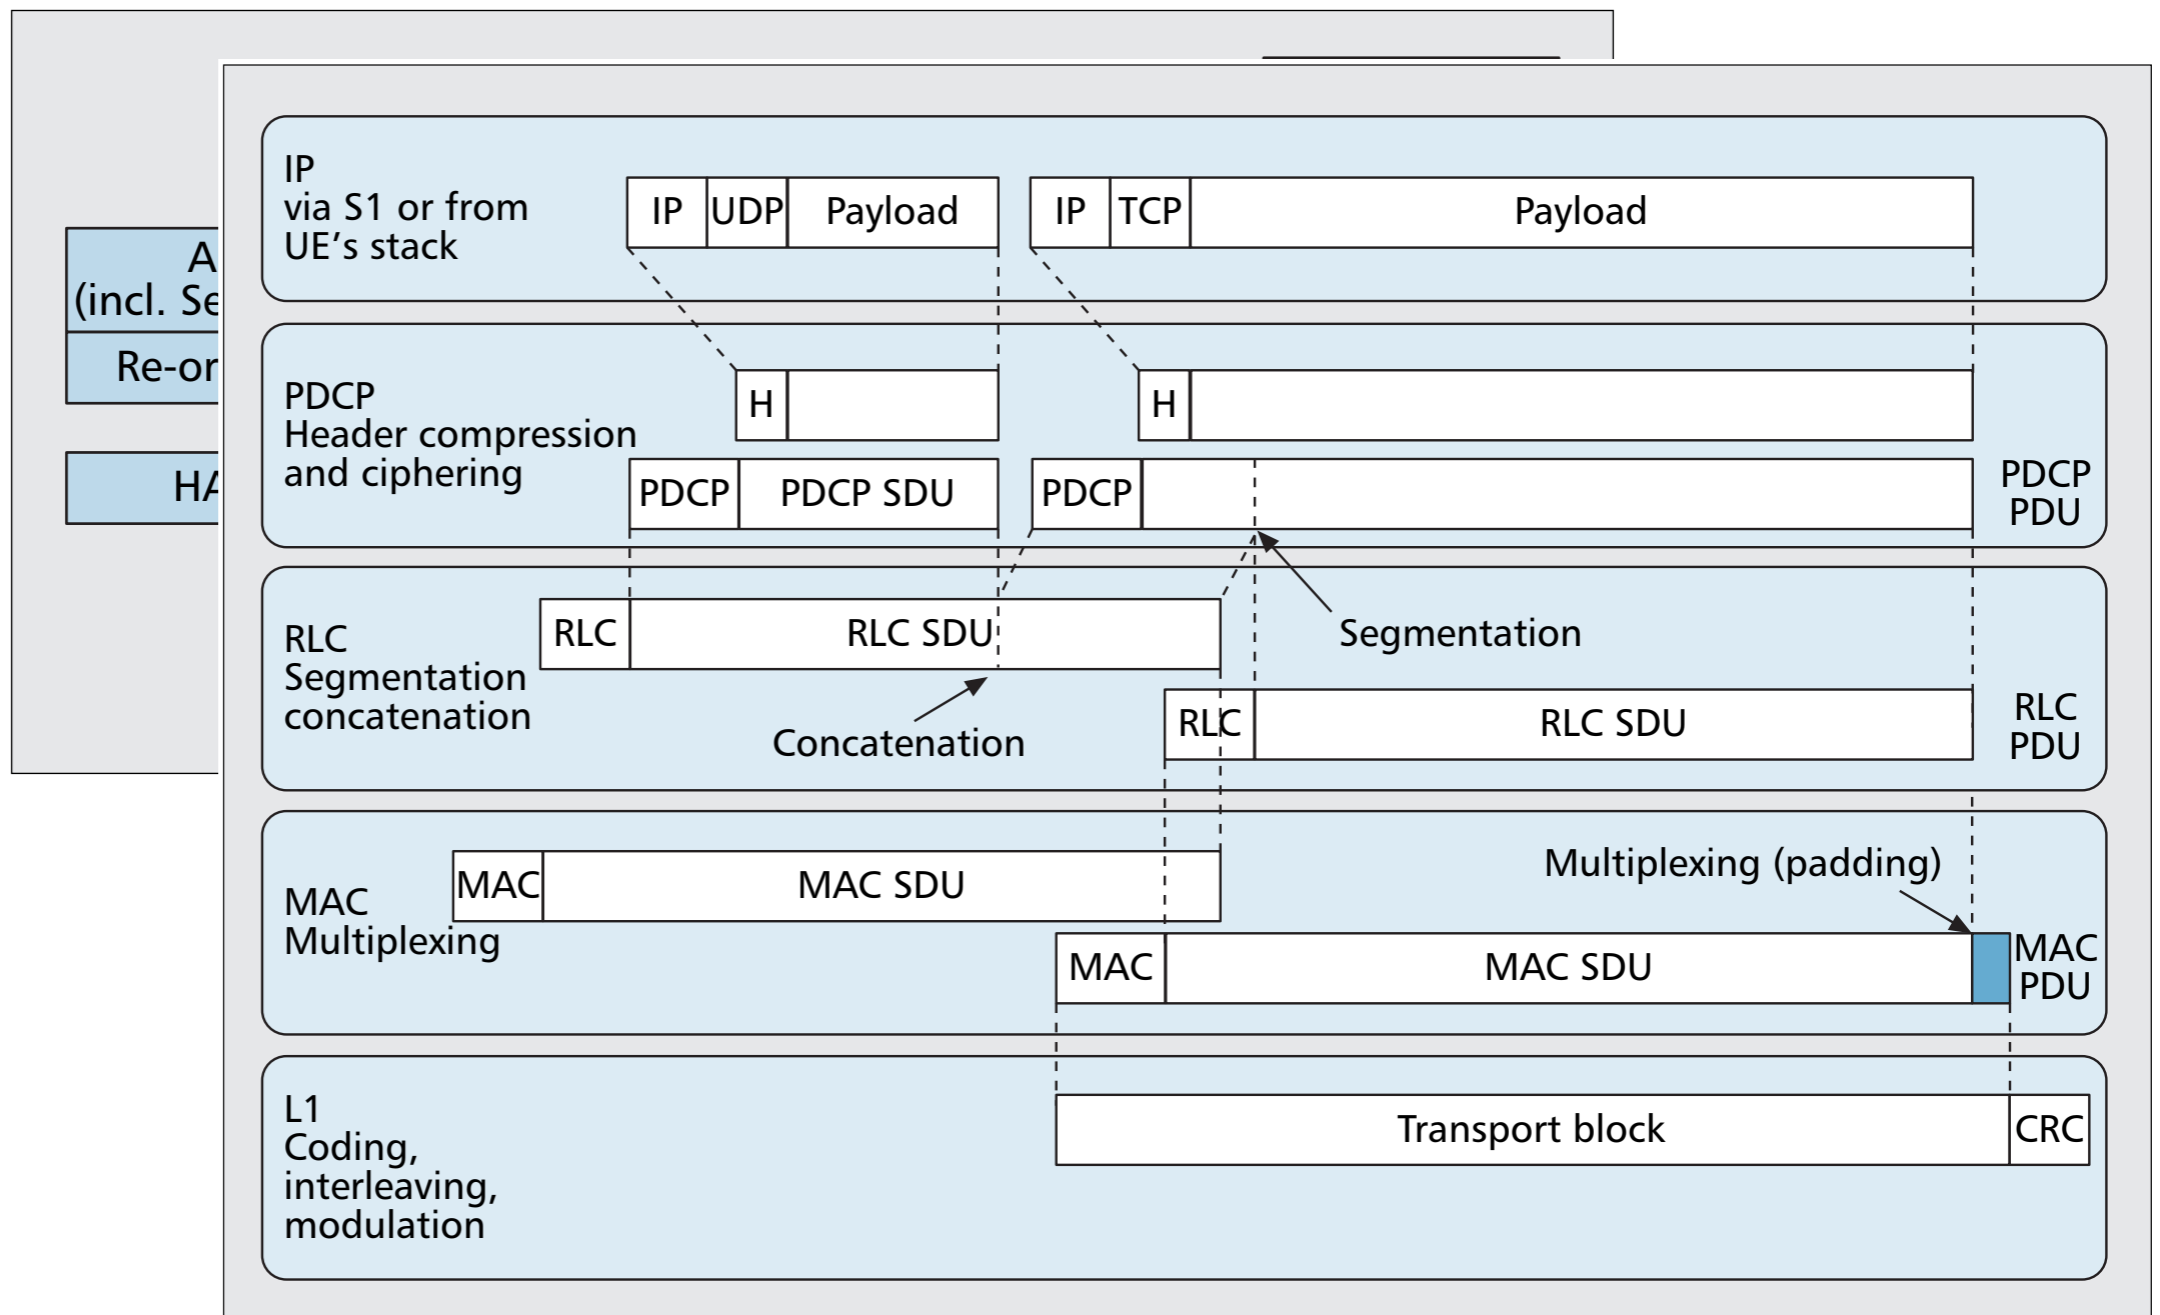 IP
via S1 or from
UE's stack
IP UDP Payload IP TCP Payload
A
(incl. Se
Re-or
HA
PDCP
Header compression
and ciphering
H H
PDCP PDCP SDU PDCP
PDCP
PDU
RLC
Segmentation
concatenation
RLC RLC SDU
Segmentation
Concatenation
RLC RLC SDU
RLC
PDU
MAC
Multiplexing
MAC MAC SDU
Multiplexing (padding)
MAC MAC SDU
MAC
PDU
L1
Coding,
interleaving,
modulation
Transport block CRC